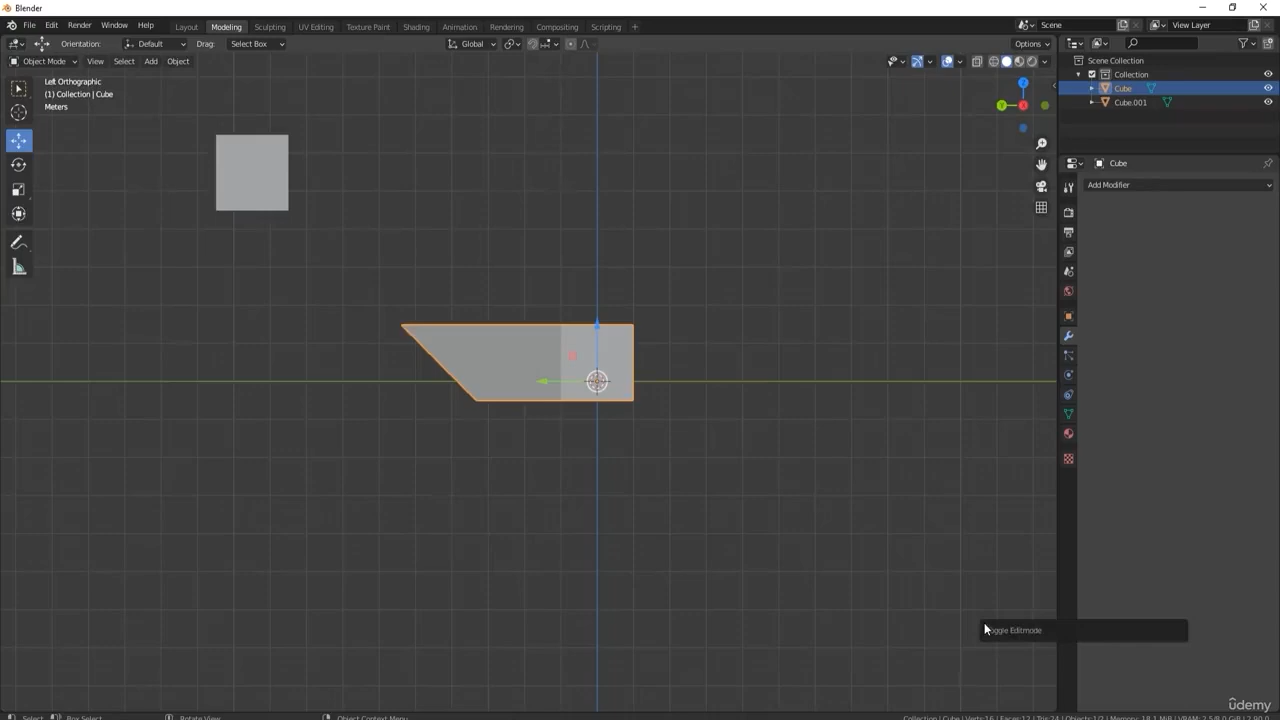 Blender
File Edit Render Window Help Layout Modeling Sculpting UV Editing Texture Paint Shading Animation Rendering Compositing Scripting + Scene View Layer
Orientation: Default Drag: Select Box Global Options
Object Mode View Select Add Object
Left Orthographic
(1) Collection | Cube
Meters
Scene Collection
Collection
Cube
Cube.001
Cube
Add Modifier
Z
Y
Editmode
ûdemy
Select Box Select Rotate View Object Context Menu Collection | Cube